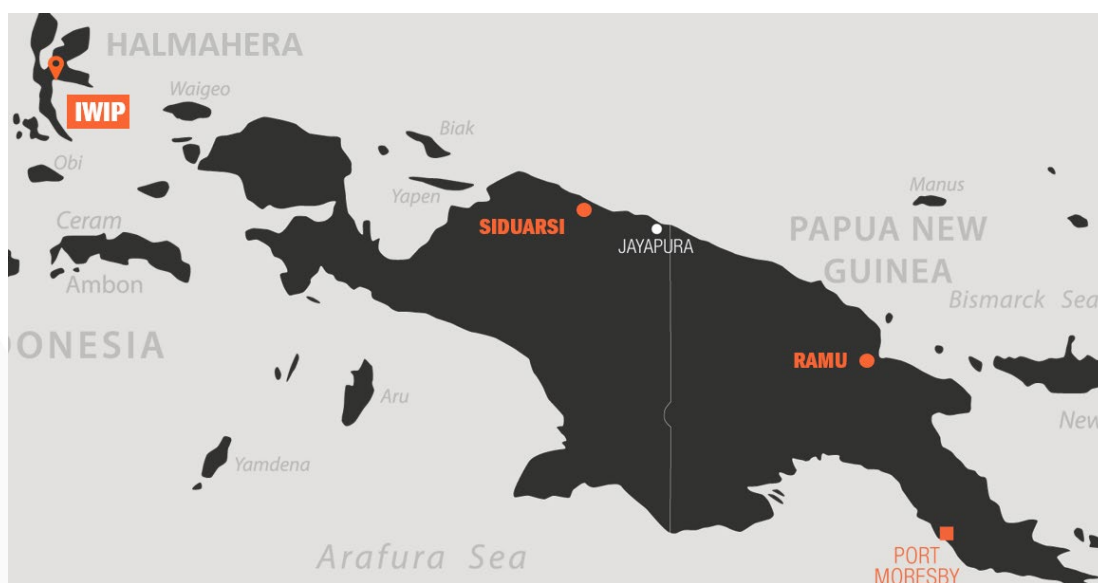 HALMAHERA
Waigeo
IWIP
Biak
Obi
Yapen
Manus
Ceram
SIDUARSI
JAYAPURA
PAPUA NEW
GUINEA
Ambon
Bismarck Sea
ONESIA
RAMU
Aru
New
Yamdena
Arafura Sea
PORT
MORESBY